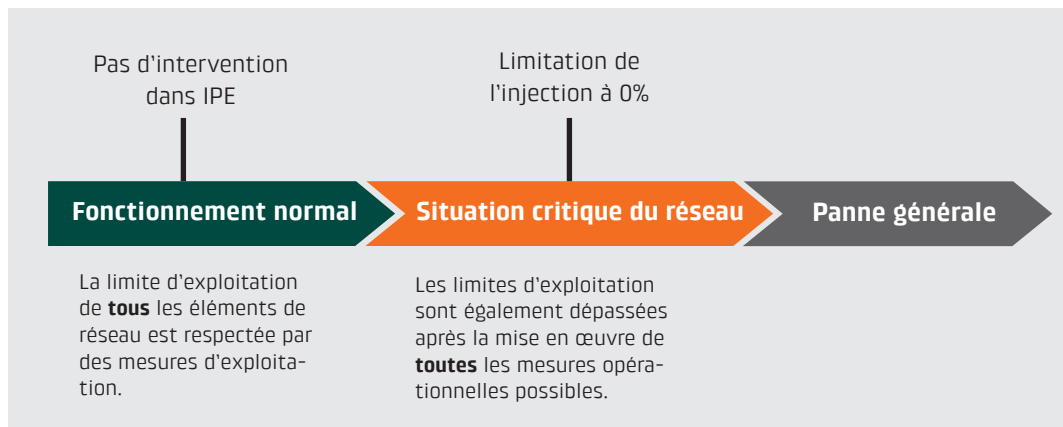 Pas d'intervention
dans IPE
Limitation de
l'injection à 0%
Fonctionnement normal
Situation critique du réseau
Panne générale
La limite d'exploitation
de tous les éléments de
réseau est respectée par
des mesures d'exploita-
tion.
Les limites d'exploitation
sont également dépassées
après la mise en œuvre de
toutes les mesures opéra-
tionnelles possibles.